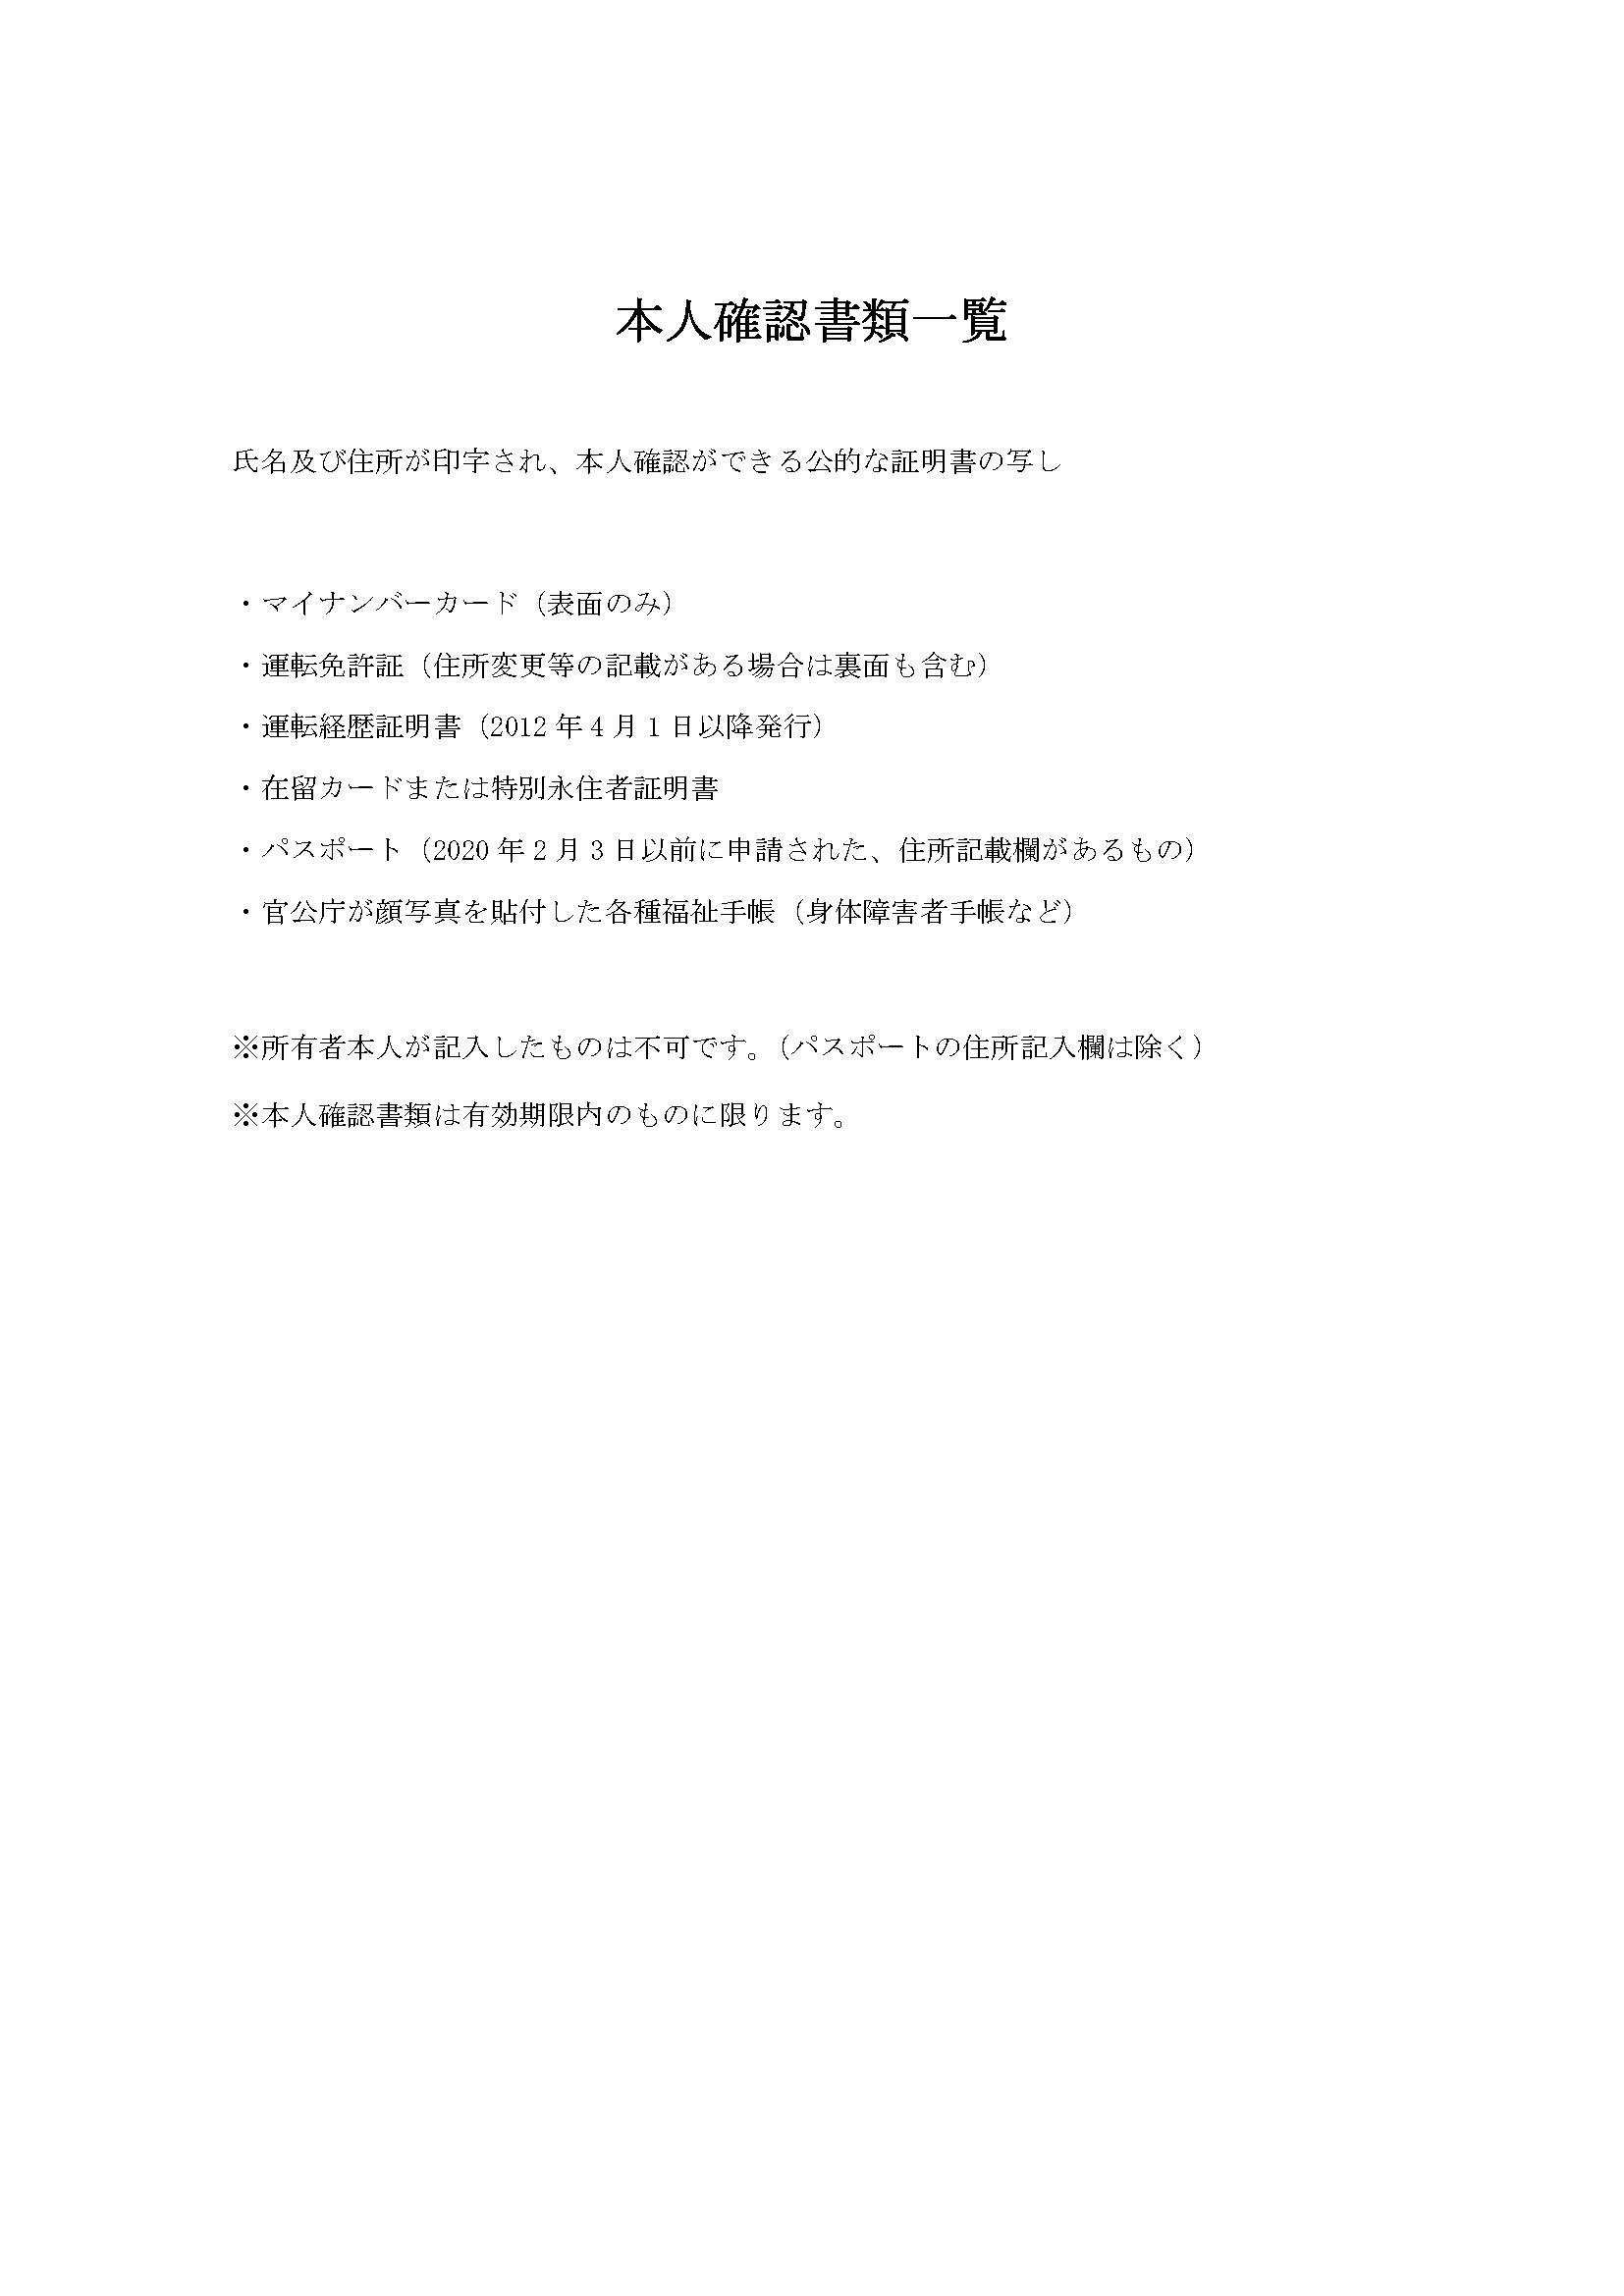 本人確認書類一覧
氏名及び住所が印字され、本人確認ができる公的な証明書の写し
・マイナンバーカード（表面のみ）
・運転免許証（住所変更等の記載がある場合は裏面も含む）
・運転経歴証明書（2012 年 4 月 1 日以降発行）
・在留カードまたは特別永住者証明書
・パスポート（2020 年 2 月 3 日以前に申請された、住所記載欄があるもの）
・官公庁が顔写真を貼付した各種福祉手帳（身体障害者手帳など）
※所有者本人が記入したものは不可です。（パスポートの住所記入欄は除く）
※本人確認書類は有効期限内のものに限ります。